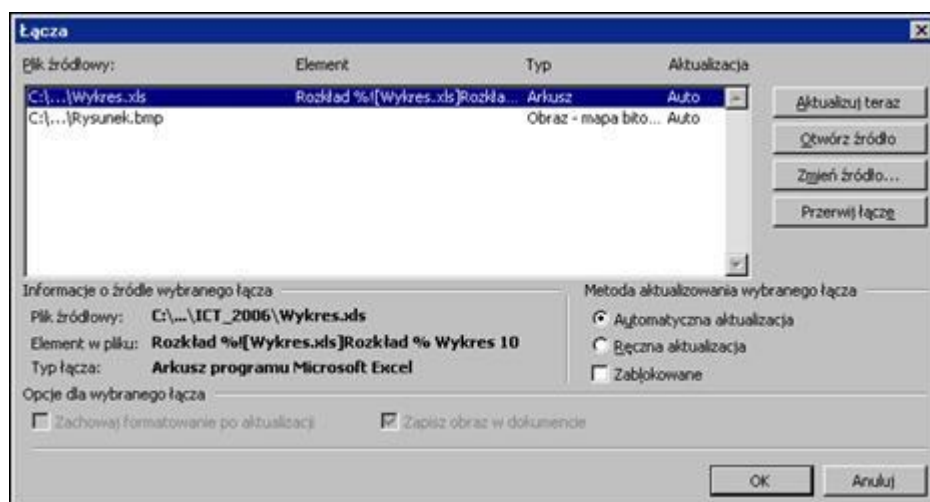 Łącza
Plik źródłowy: Element Typ Aktualizacja
C:\...\Wykres.xls Rozkład %![Wykres.xls]Rozkła... Arkusz Auto
C:\...\Rysunek.bmp Obraz - mapa bito... Auto
Aktualizuj teraz
Otwórz źródło
Zmień źródło...
Przerwij łącze
Informacje o źródle wybranego łącza
Plik źródłowy: C:\...\ICT_2006\Wykres.xls
Element w pliku: Rozkład %![Wykres.xls]Rozkład % Wykres 10
Typ łącza: Arkusz programu Microsoft Excel
Metoda aktualizowania wybranego łącza
Automatyczna aktualizacja
Ręczna aktualizacja
Zablokowane
Opcje dla wybranego łącza
Zachowaj formatowanie po aktualizacji Zapisz obraz w dokumencie
OK Anuluj